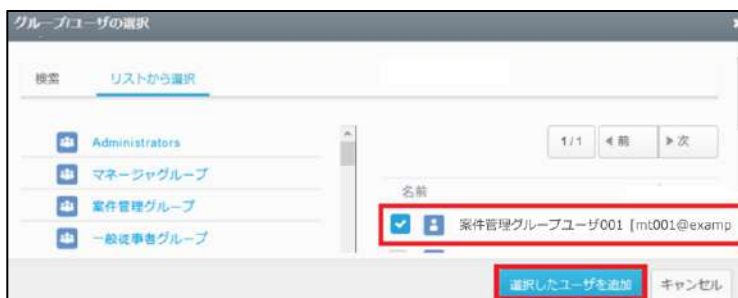 グループ/ユーザの選択
検索
リストから選択
Administrators
マネージャグループ
案件管理グループ
一般従事者グループ
1/1
前
次
名前
案件管理グループユーザ001 [mt001@examp
選択したユーザを追加
キャンセル